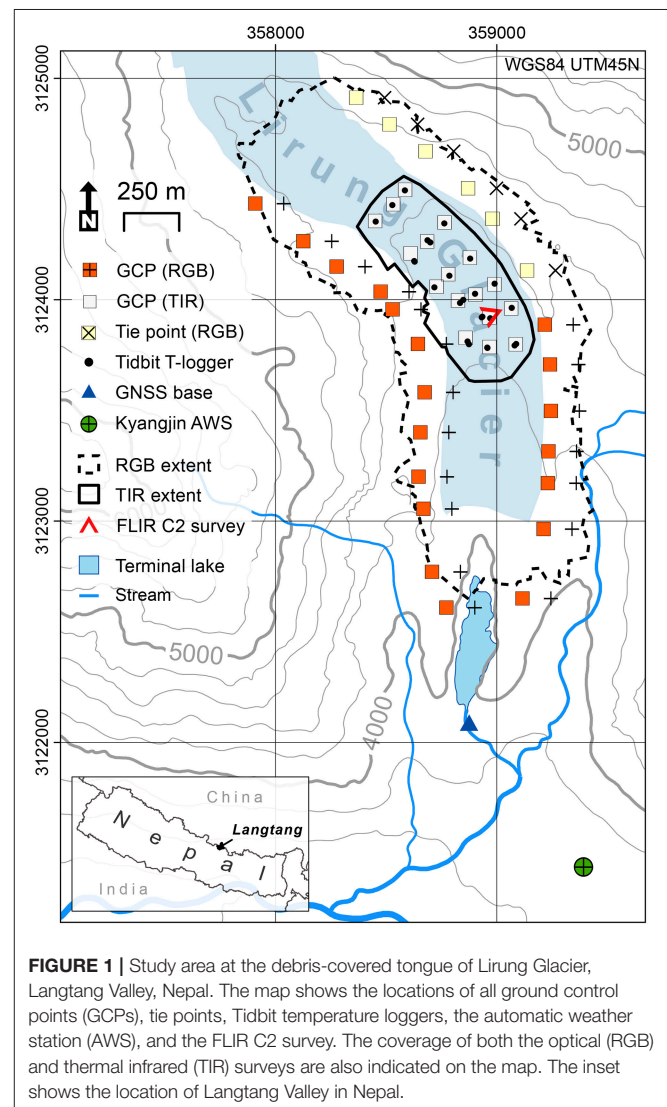 358000 359000
WGS84 UTM45N
3125000
3124000
3123000
3122000
Lirung Glacier
5000
N
250 m
GCP (RGB)
GCP (TIR)
Tie point (RGB)
Tidbit T-logger
GNSS base
Kyangjin AWS
RGB extent
TIR extent
FLIR C2 survey
Terminal lake
Stream
5000
4000
China
Langtang
Nepal
India
FIGURE 1 | Study area at the debris-covered tongue of Lirung Glacier,
Langtang Valley, Nepal. The map shows the locations of all ground control
points (GCPs), tie points, Tidbit temperature loggers, the automatic weather
station (AWS), and the FLIR C2 survey. The coverage of both the optical (RGB)
and thermal infrared (TIR) surveys are also indicated on the map. The inset
shows the location of Langtang Valley in Nepal.